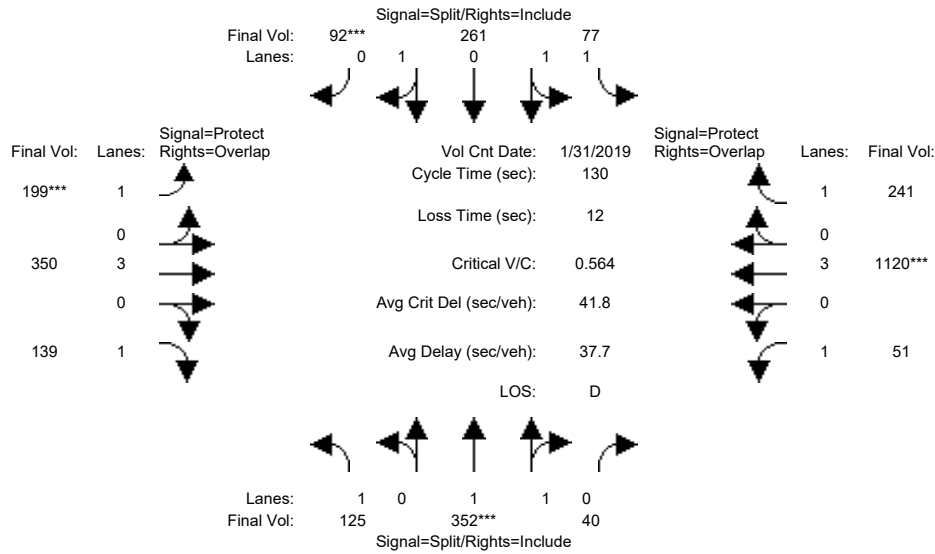 Signal=Split/Rights=Include
Final Vol: 92*** 261 77
Lanes: 0 1 0 1 1
Signal=Protect Signal=Protect
Final Vol: Lanes: Rights=Overlap Vol Cnt Date: 1/31/2019 Rights=Overlap Lanes: Final Vol:
Cycle Time (sec): 130
199*** 1 1 241
Loss Time (sec): 12
0 0
350 3 Critical V/C: 0.564 3 1120***
0 Avg Crit Del (sec/veh): 41.8 0
139 1 Avg Delay (sec/veh): 37.7 1 51
LOS: D
Lanes: 1 0 1 1 0
Final Vol: 125 352*** 40
Signal=Split/Rights=Include